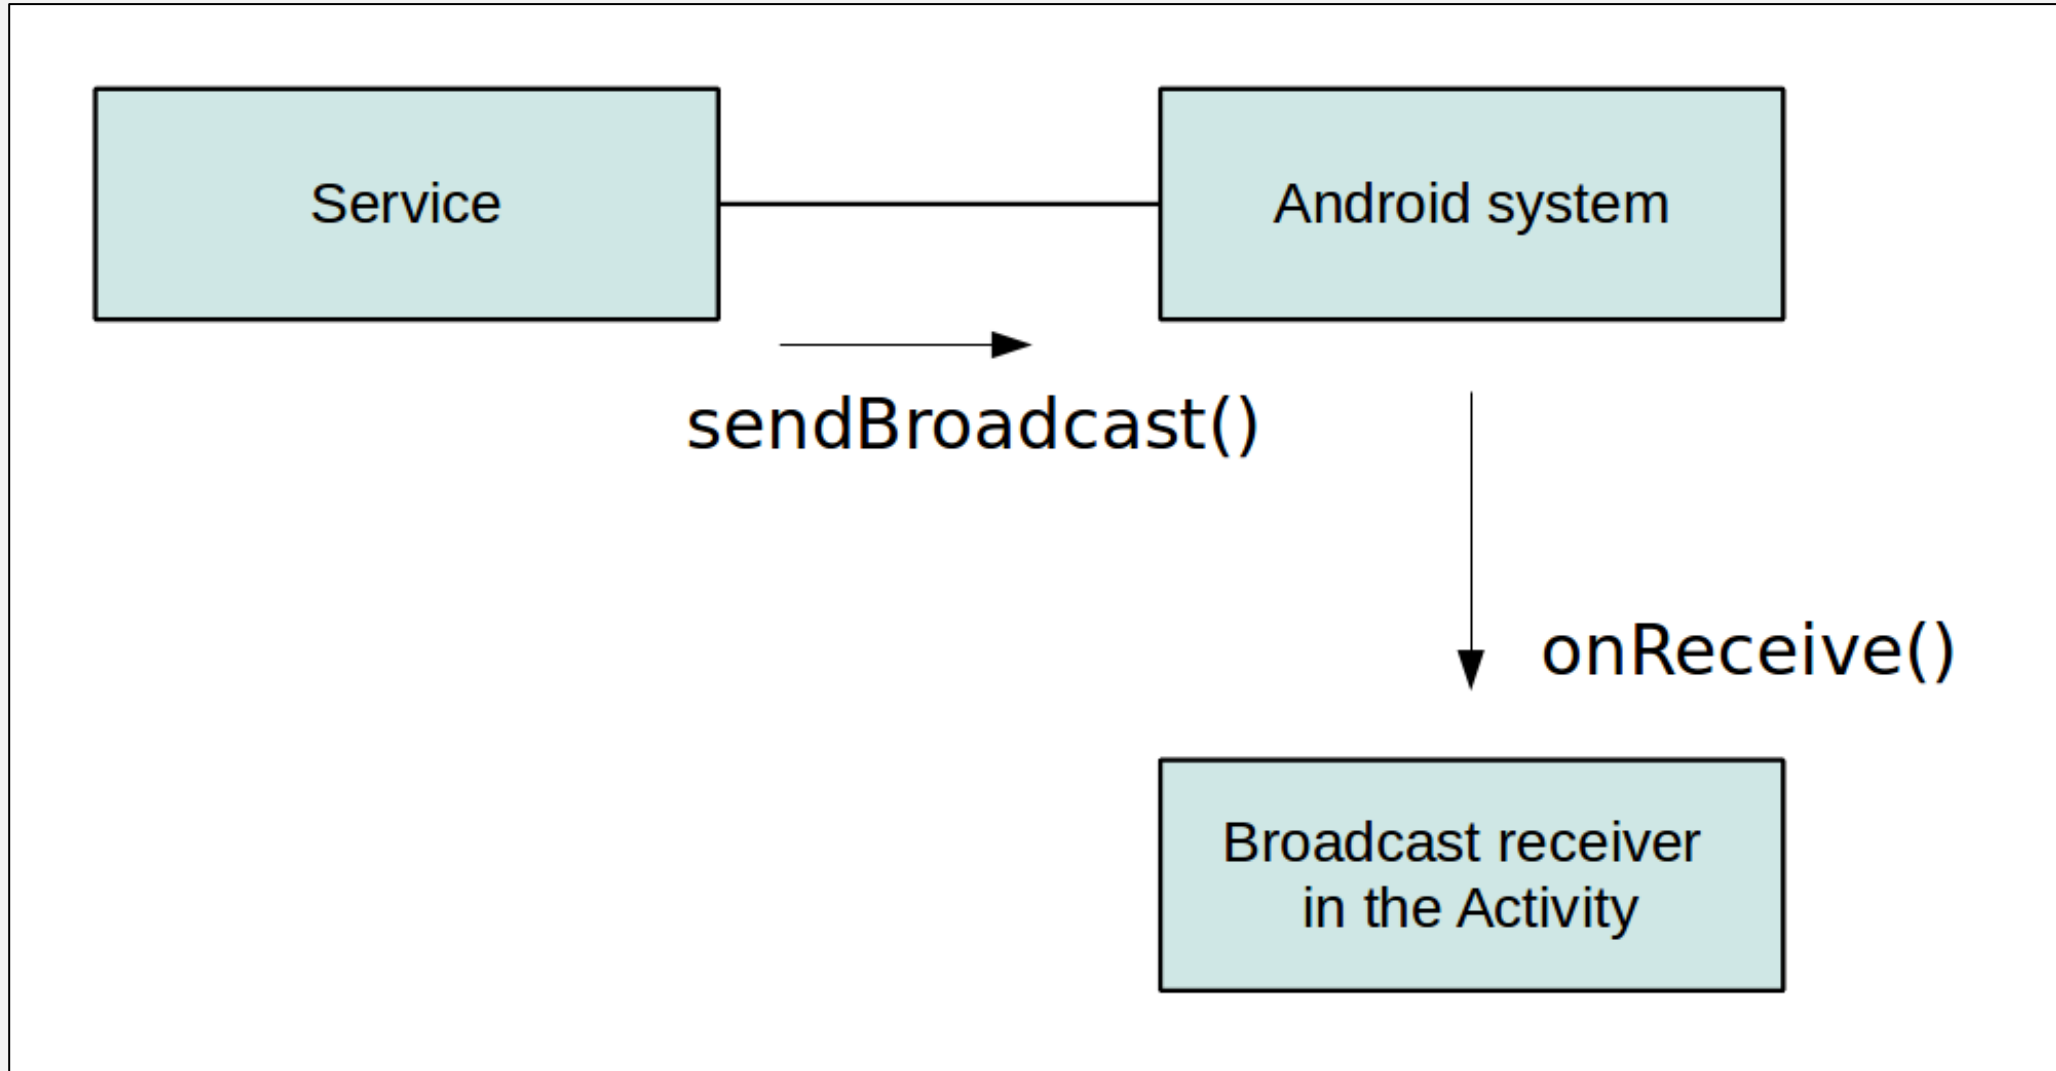 Service
Android system
sendBroadcast()
onReceive()
Broadcast receiver
in the Activity